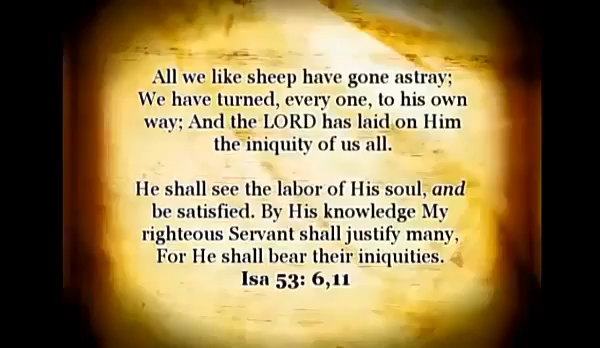 All we like sheep have gone astray;
We have turned, every one, to his own
way; And the LORD has laid on Him
the iniquity of us all.
He shall see the labor of His soul, and
be satisfied. By His knowledge My
righteous Servant shall justify many,
For He shall bear their iniquities.
Isa 53: 6,11